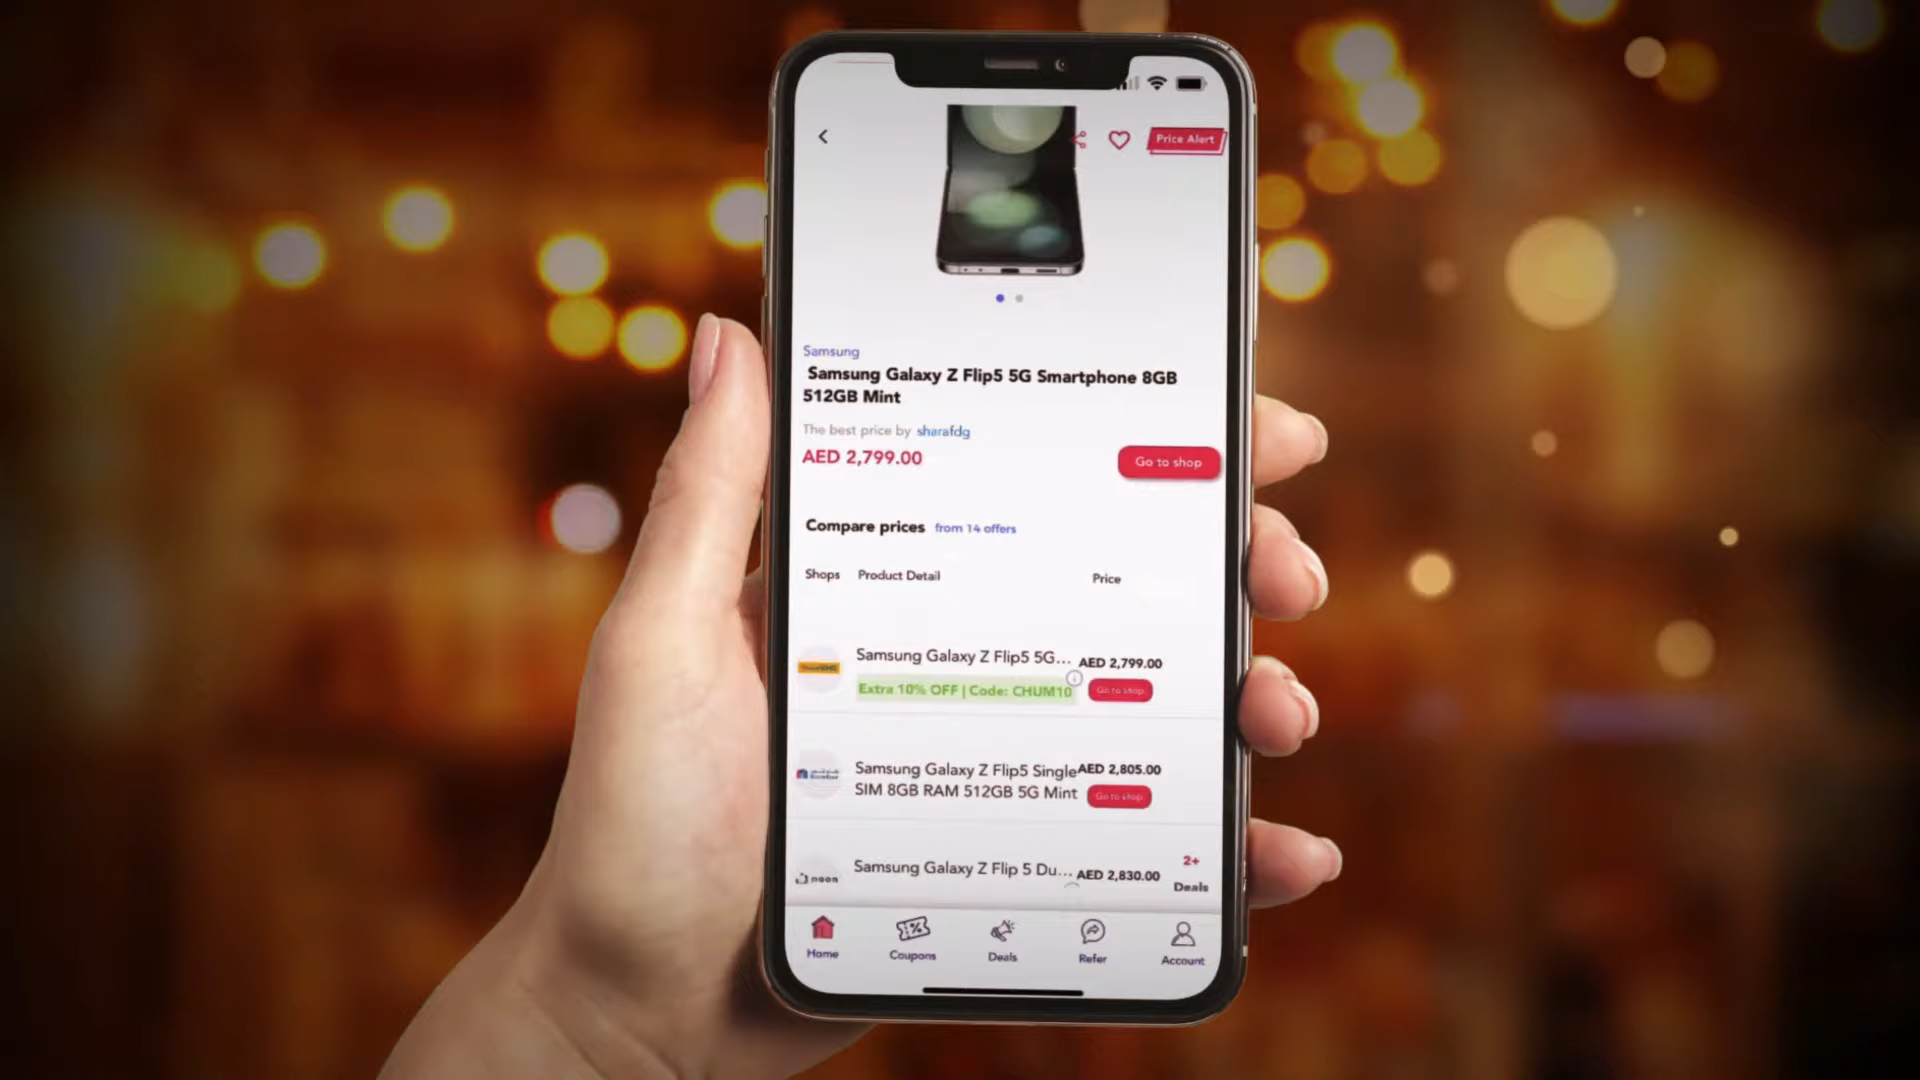 Price Alert
Samsung
Samsung Galaxy Z Flip5 5G Smartphone 8GB
512GB Mint
The best price by sharafdg
AED 2,799.00
Go to shop
Compare prices from 14 offers
Shops Product Detail Price
Samsung Galaxy Z Flip5 5G... AED 2,799.00
Extra 10% OFF | Code: CHUM10 Go to shop
Samsung Galaxy Z Flip5 Single AED 2,805.00
SIM 8GB RAM 512GB 5G Mint Go to shop
2+
noon Samsung Galaxy Z Flip 5 Du... AED 2,830.00
Deals
Home Coupons Deals Refer Account